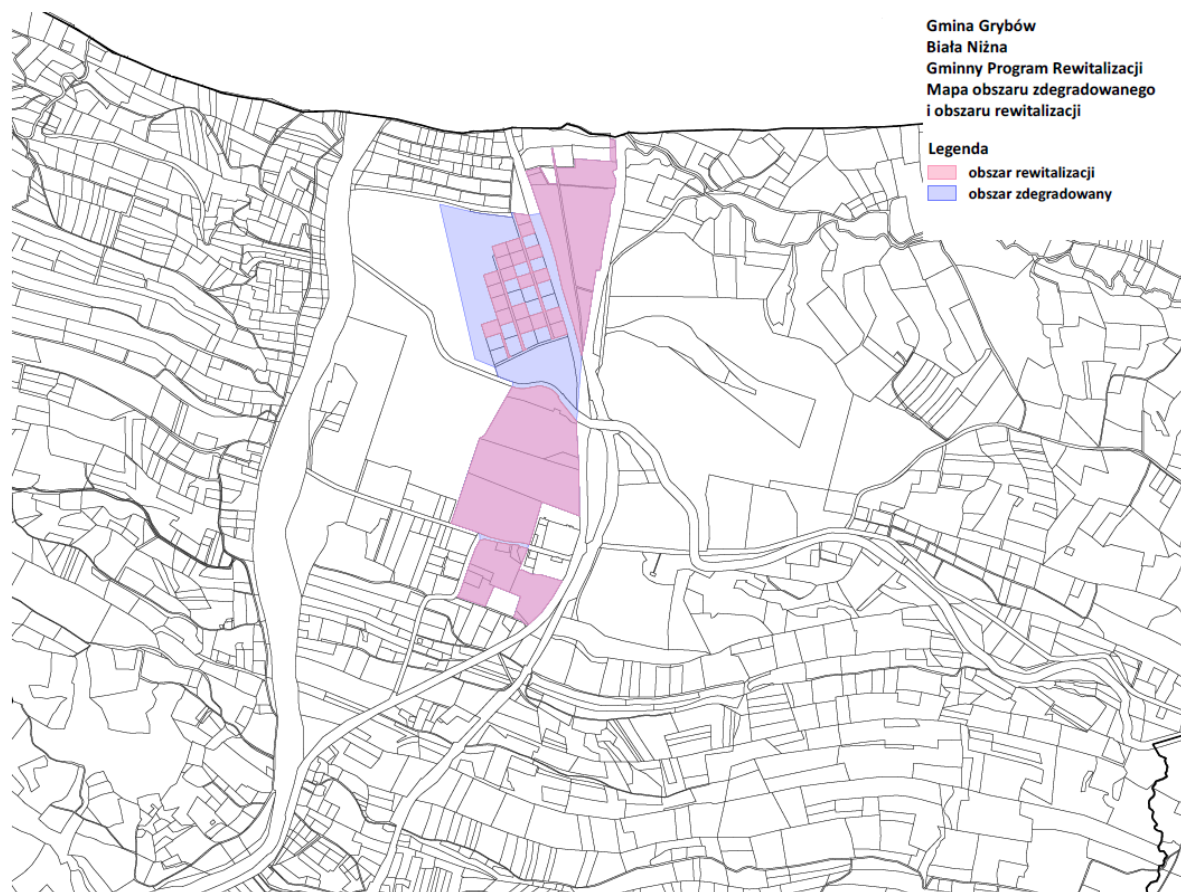 Gmina Grybów
Biała Niżna
Gminny Program Rewitalizacji
Mapa obszaru zdegradowanego
i obszaru rewitalizacji
Legenda
obszar rewitalizacji
obszar zdegradowany